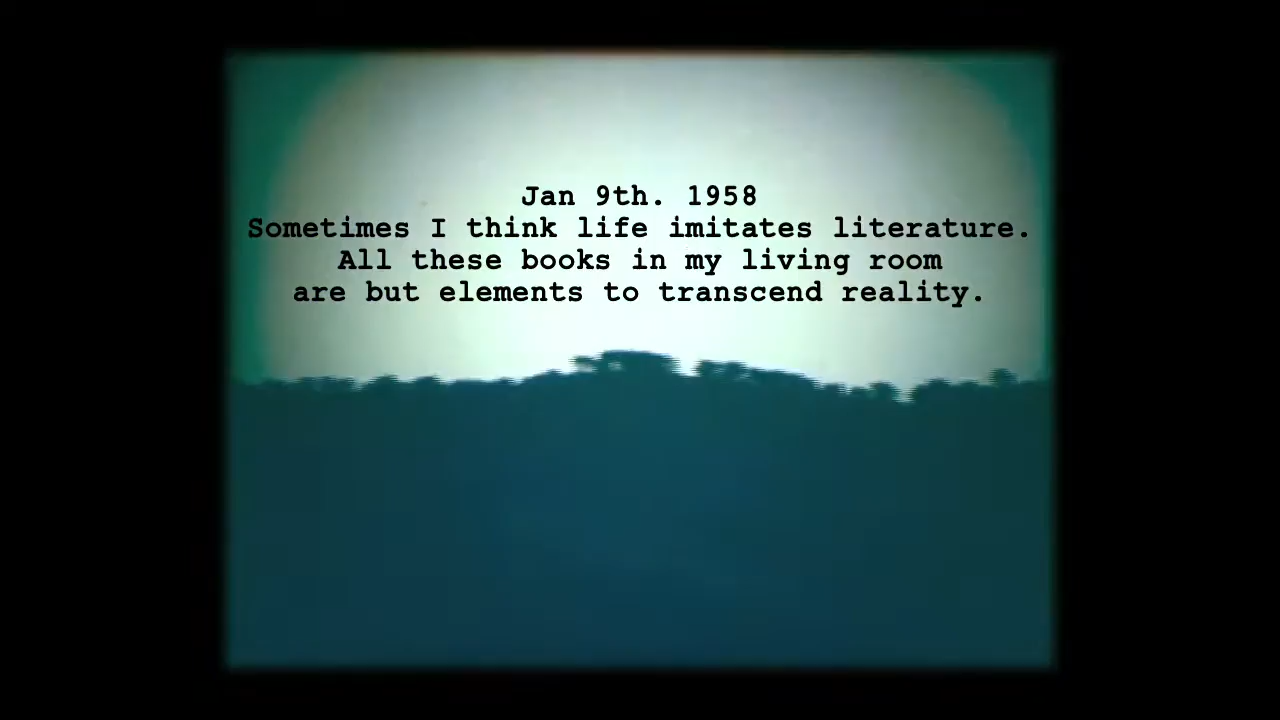 Jan 9th. 1958
Sometimes I think life imitates literature.
All these books in my living room
are but elements to transcend reality.